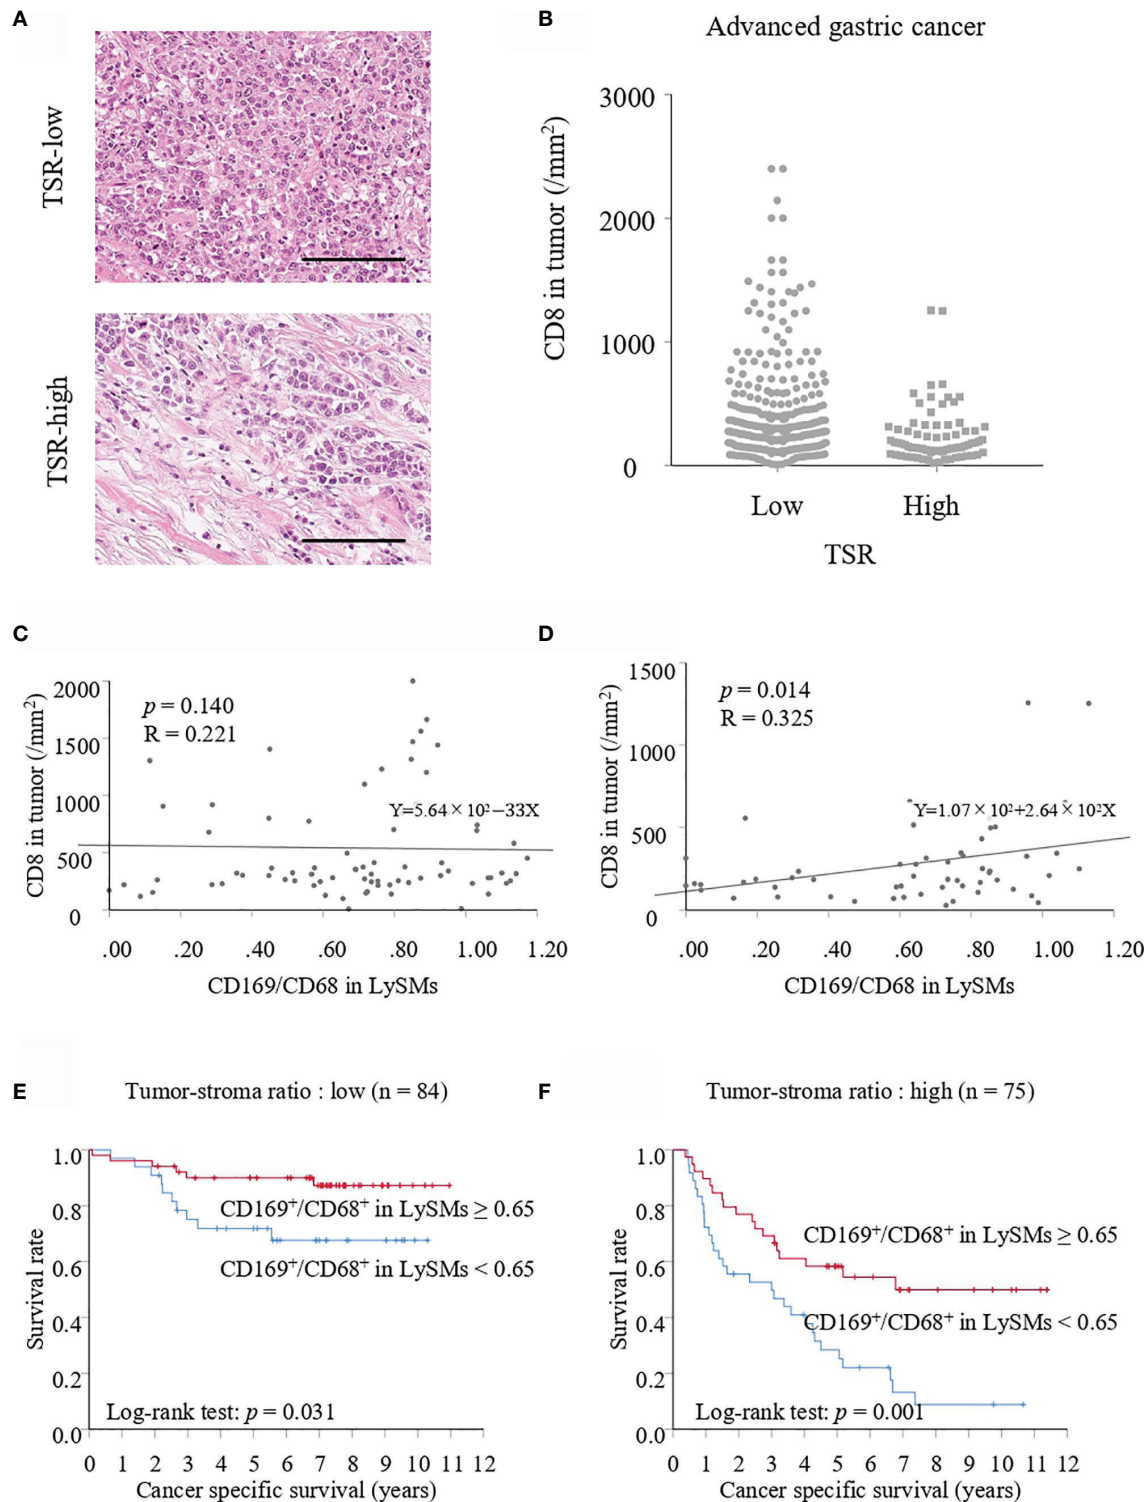 A
TSR-low
TSR-high
B
Advanced gastric cancer
CD8 in tumor (/mm²)
3000
2000
1000
0
Low
High
TSR
C
CD8 in tumor (/mm²)
2000
1500
1000
500
0
p = 0.140
R = 0.221
Y=5.64×10²−33X
.00 .20 .40 .60 .80 1.00 1.20
CD169/CD68 in LySMs
D
CD8 in tumor (/mm²)
1500
1000
500
0
p = 0.014
R = 0.325
Y=1.07×10²+2.64×10²X
.00 .20 .40 .60 .80 1.00 1.20
CD169/CD68 in LySMs
E
Tumor-stroma ratio : low (n = 84)
Survival rate
1.0
0.8
0.6
0.4
0.2
0.0
CD169⁺/CD68⁺ in LySMs ≥ 0.65
CD169⁺/CD68⁺ in LySMs < 0.65
Log-rank test: p = 0.031
0 1 2 3 4 5 6 7 8 9 10 11 12
Cancer specific survival (years)
F
Tumor-stroma ratio : high (n = 75)
Survival rate
1.0
0.8
0.6
0.4
0.2
0.0
CD169⁺/CD68⁺ in LySMs ≥ 0.65
CD169⁺/CD68⁺ in LySMs < 0.65
Log-rank test: p = 0.001
0 1 2 3 4 5 6 7 8 9 10 11 12
Cancer specific survival (years)